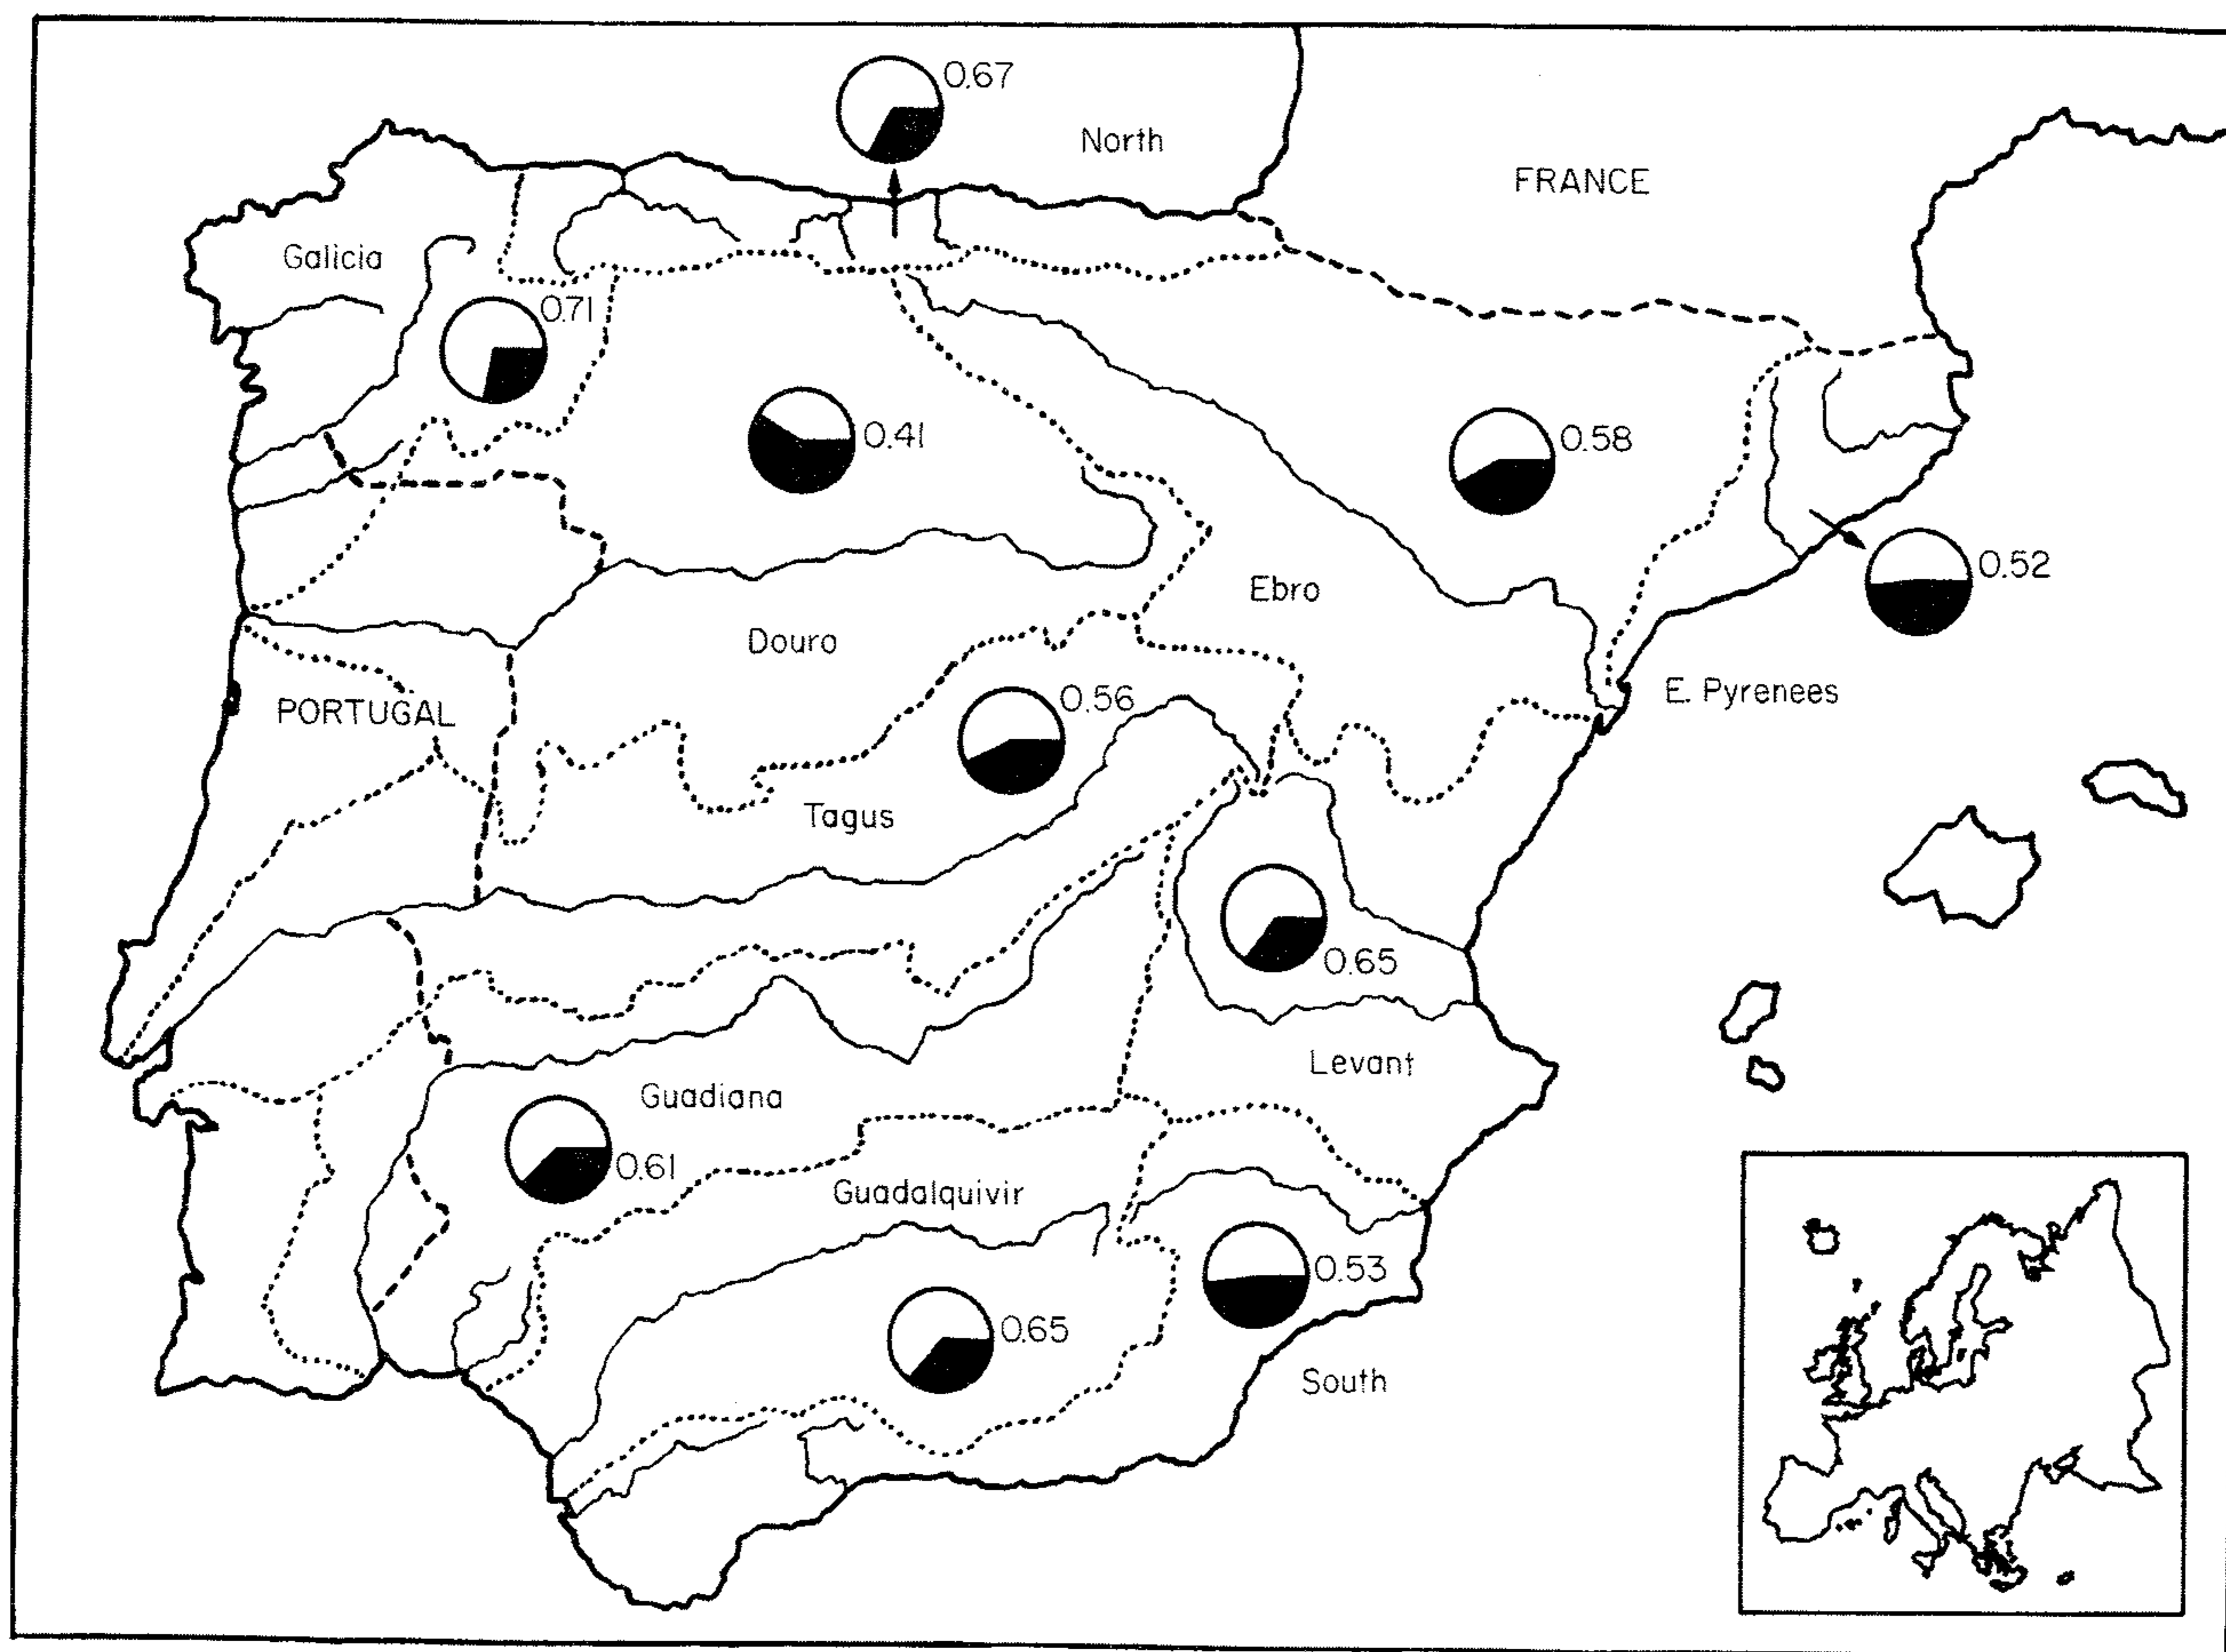 0.67
North
FRANCE
Galicia
0.71
0.41
0.58
0.52
Ebro
Douro
E. Pyrenees
PORTUGAL
0.56
Tagus
0.65
Levant
Guadiana
0.61
Guadalquivir
0.53
0.65
South